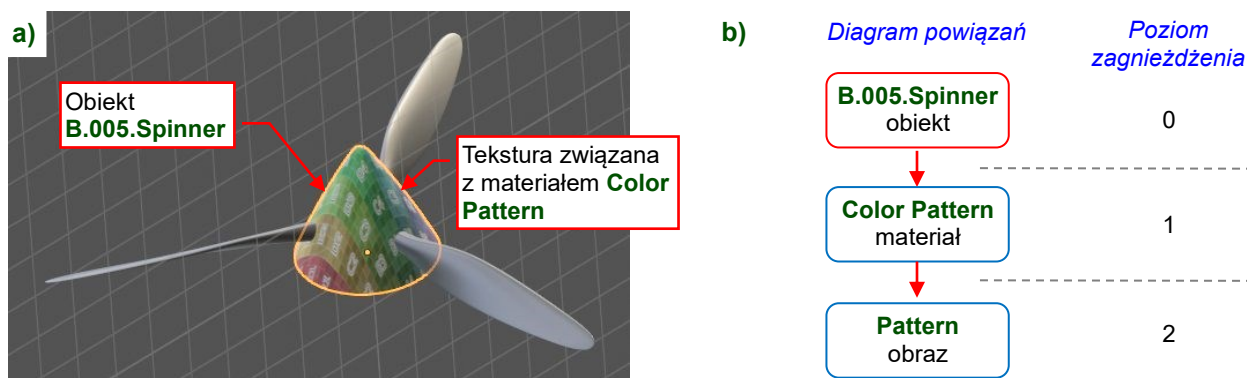 a)
Obiekt
B.005.Spinner
Tekstura związana
z materiałem Color
Pattern
b)
Diagram powiązań
Poziom
zagnieżdżenia
B.005.Spinner
obiekt
0
Color Pattern
materiał
1
Pattern
obraz
2